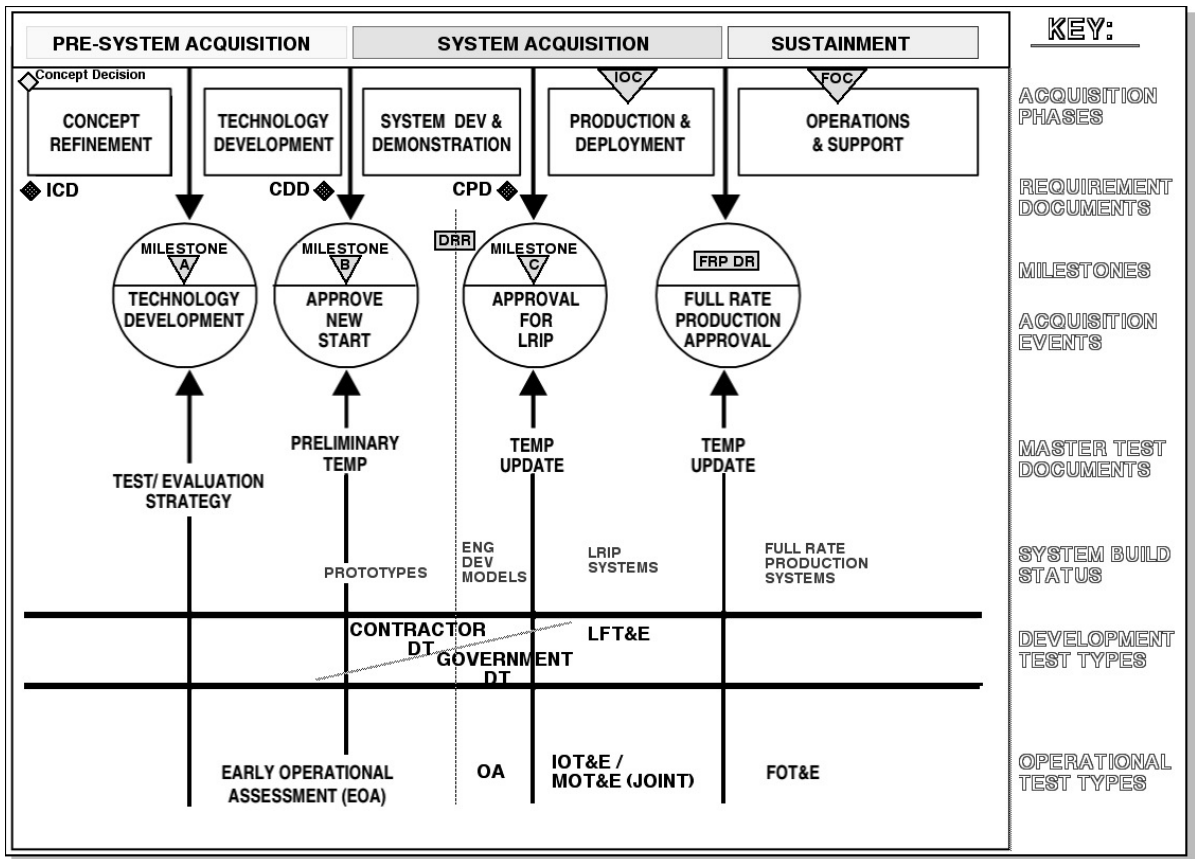 PRE-SYSTEM ACQUISITION
SYSTEM ACQUISITION
SUSTAINMENT
KEY:
Concept Decision
IOC
FOC
CONCEPT
REFINEMENT
TECHNOLOGY
DEVELOPMENT
SYSTEM DEV &
DEMONSTRATION
PRODUCTION &
DEPLOYMENT
OPERATIONS
& SUPPORT
ACQUISITION
PHASES
ICD
CDD
CPD
REQUIREMENT
DOCUMENTS
DRR
MILESTONE
A
TECHNOLOGY
DEVELOPMENT
MILESTONE
B
APPROVE
NEW
START
MILESTONE
C
APPROVAL
FOR
LRIP
FRP DR
FULL RATE
PRODUCTION
APPROVAL
MILESTONES
ACQUISITION
EVENTS
TEST/ EVALUATION
STRATEGY
PRELIMINARY
TEMP
TEMP
UPDATE
TEMP
UPDATE
MASTER TEST
DOCUMENTS
PROTOTYPES
ENG
DEV
MODELS
LRIP
SYSTEMS
FULL RATE
PRODUCTION
SYSTEMS
SYSTEM BUILD
STATUS
CONTRACTOR
DT
GOVERNMENT
DT
LFT&E
DEVELOPMENT
TEST TYPES
EARLY OPERATIONAL
ASSESSMENT (EOA)
OA
IOT&E /
MOT&E (JOINT)
FOT&E
OPERATIONAL
TEST TYPES